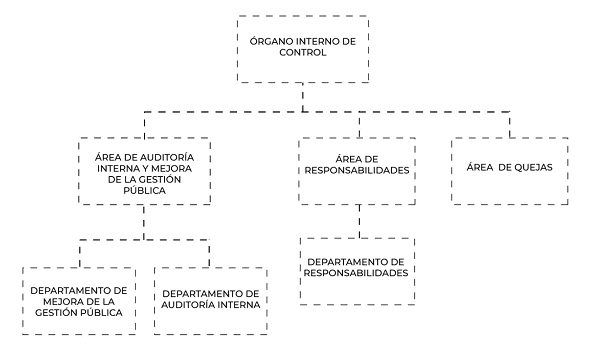 ÓRGANO INTERNO DE
CONTROL
ÁREA DE AUDITORÍA
INTERNA Y MEJORA
DE LA GESTIÓN
PÚBLICA
ÁREA DE
RESPONSABILIDADES
ÁREA DE QUEJAS
DEPARTAMENTO DE
MEJORA DE LA
GESTIÓN PÚBLICA
DEPARTAMENTO DE
AUDITORÍA INTERNA
DEPARTAMENTO DE
RESPONSABILIDADES